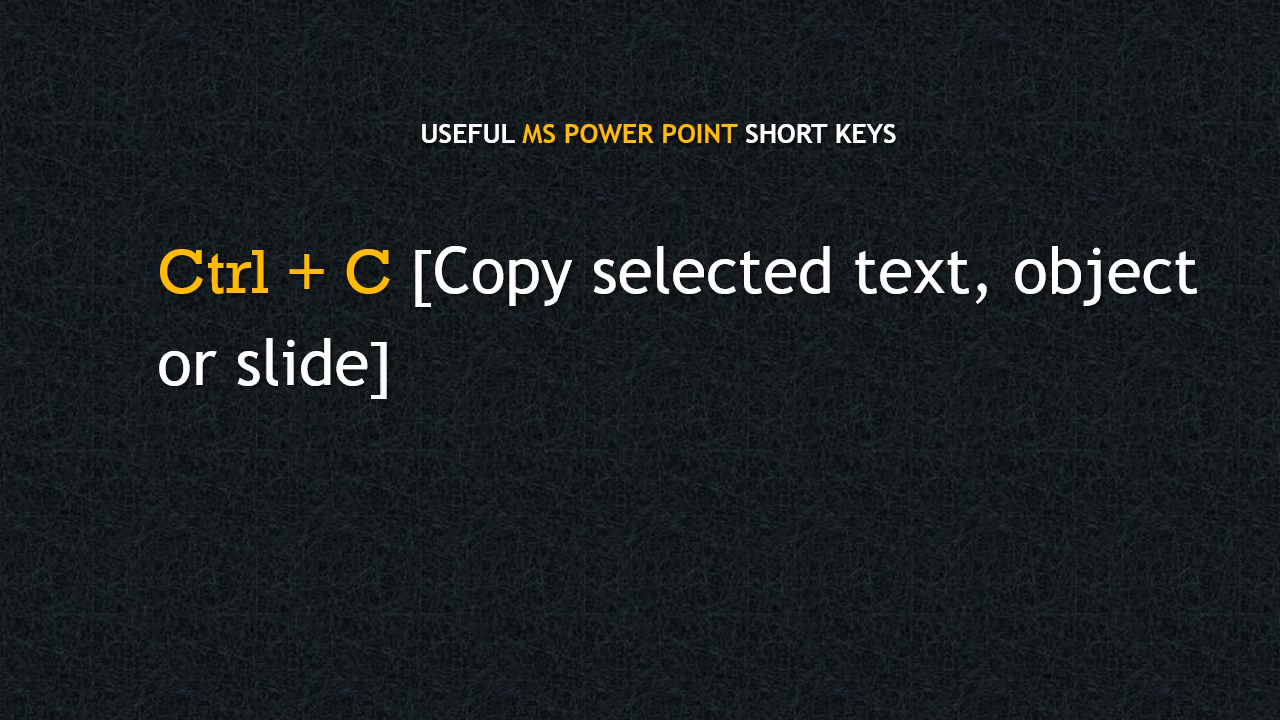 USEFUL MS POWER POINT SHORT KEYS
Ctrl + C [Copy selected text, object
or slide]